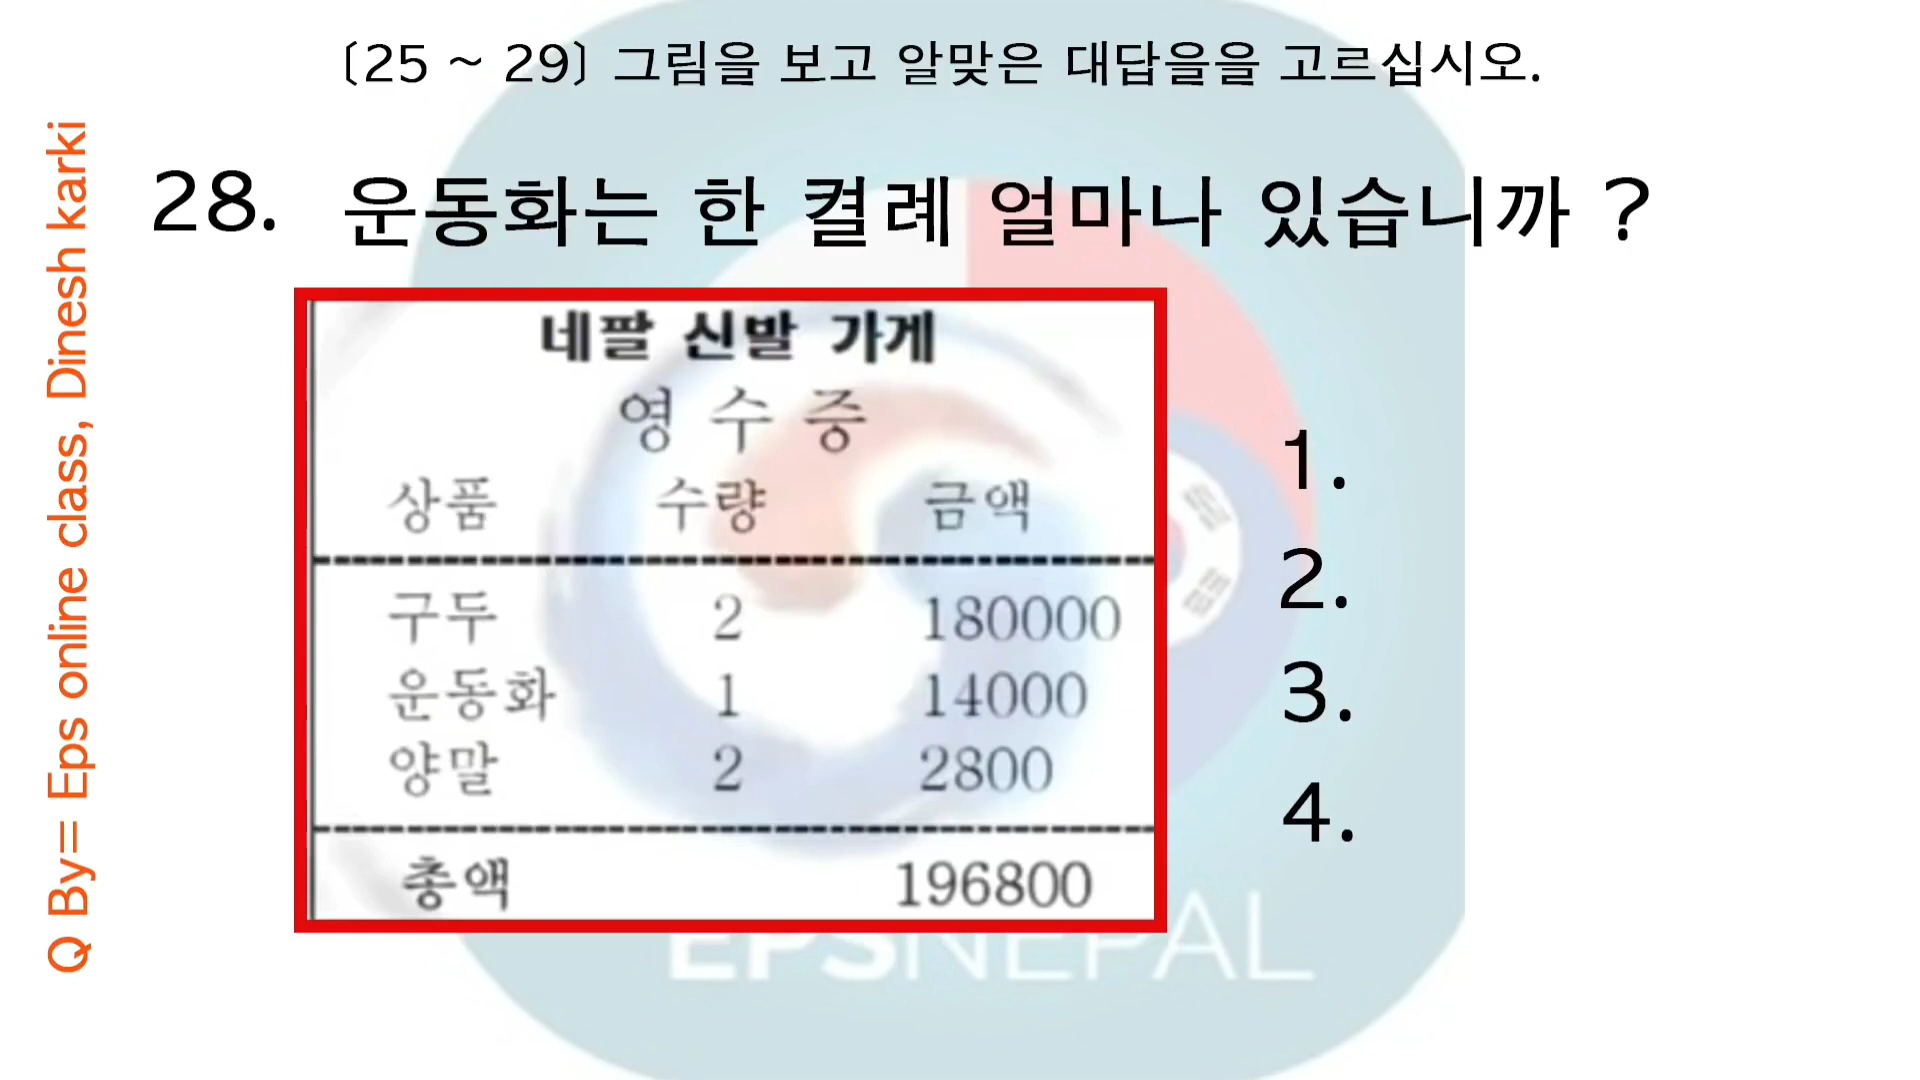 〔25 ~ 29〕 그림을 보고 알맞은 대답을을 고르십시오.
28. 운동화는 한 켤레 얼마나 있습니까 ?
네팔 신발 가게
영 수 증
상품 수량 금액
구두 2 180000
운동화 1 14000
양말 2 2800
총액 196800
1.
2.
3.
4.
Q By= Eps online class, Dinesh karki
EPSNEPAL